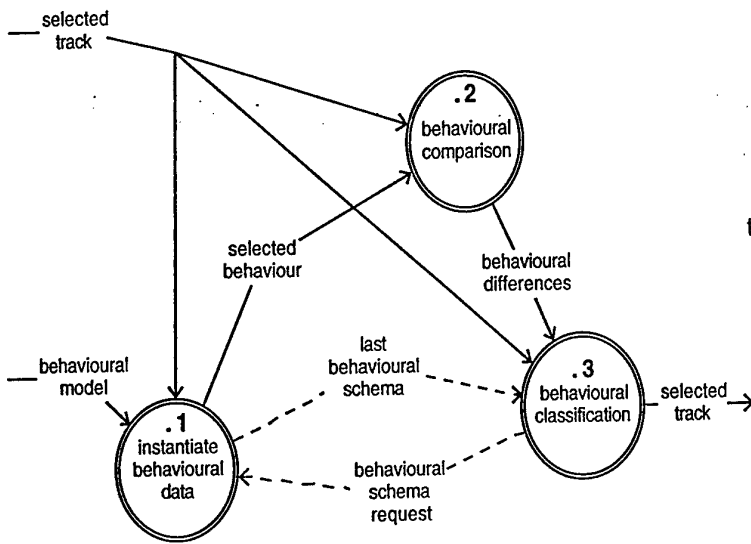 selected
track
.2
behavioural
comparison
selected
behaviour
behavioural
differences
t
behavioural
model
last
behavioural
schema
.3
behavioural
classification
selected
track
.1
instantiate
behavioural
data
behavioural
schema
request